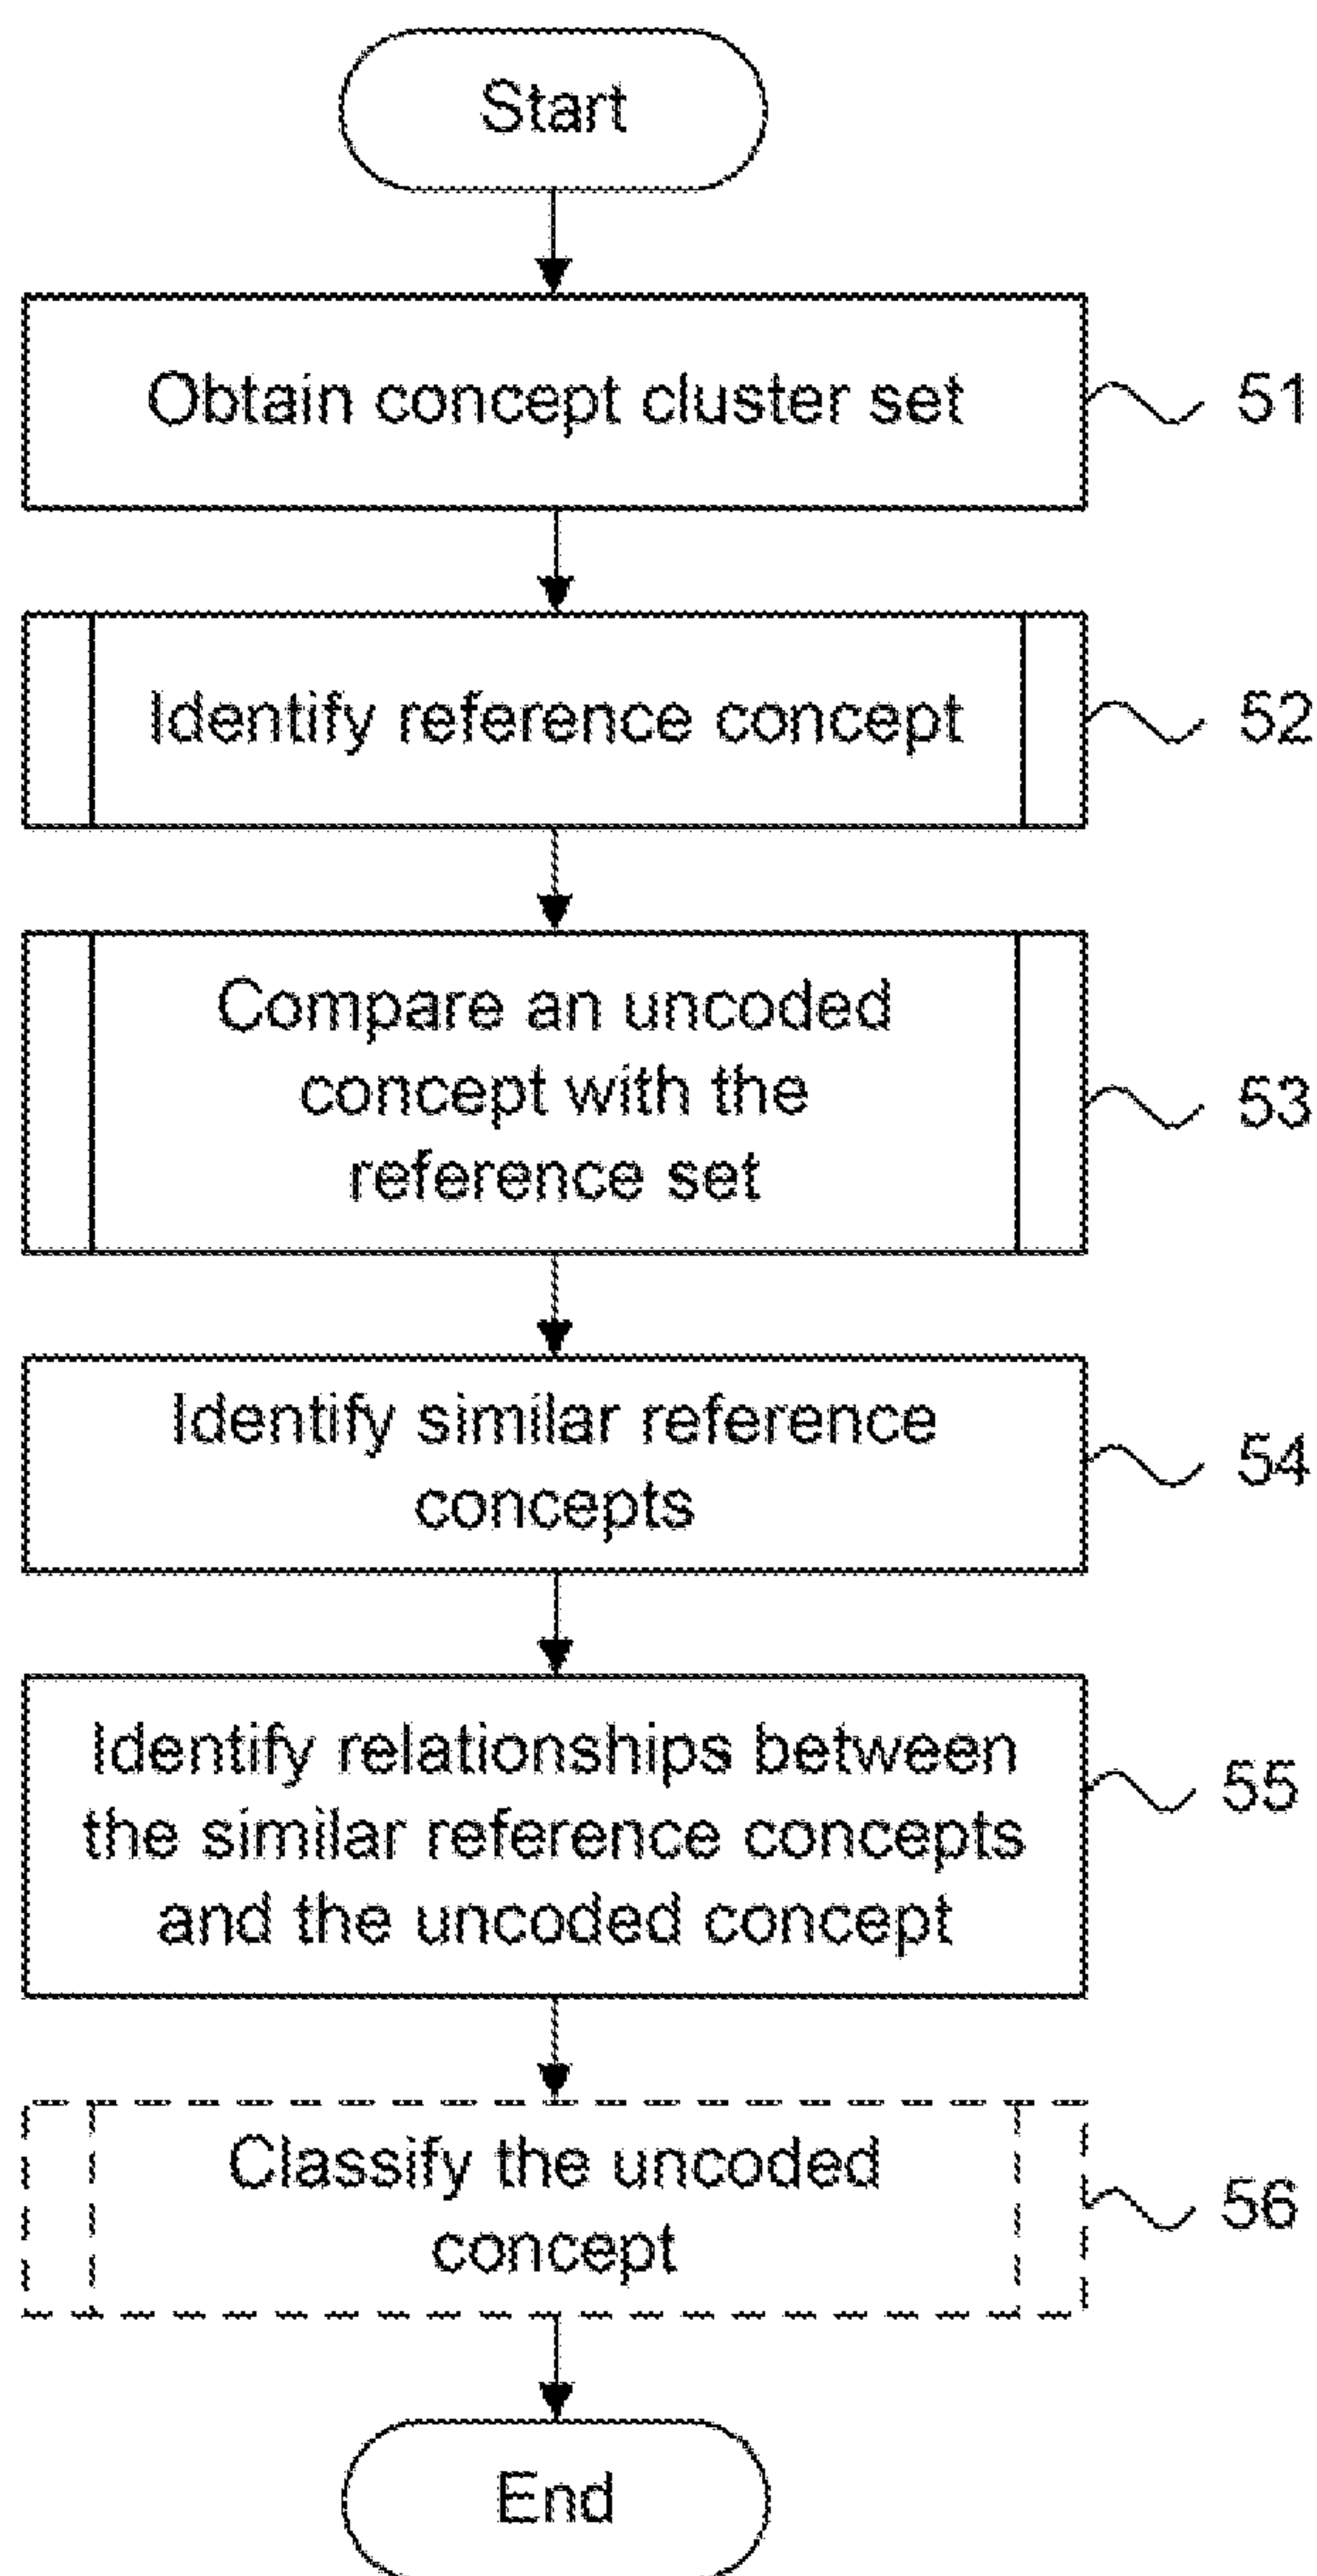 Start
Obtain concept cluster set
51
Identify reference concept
52
Compare an uncoded
concept with the
reference set
53
Identify similar reference
concepts
54
Identify relationships between
the similar reference concepts
and the uncoded concept
55
Classify the uncoded
concept
56
End